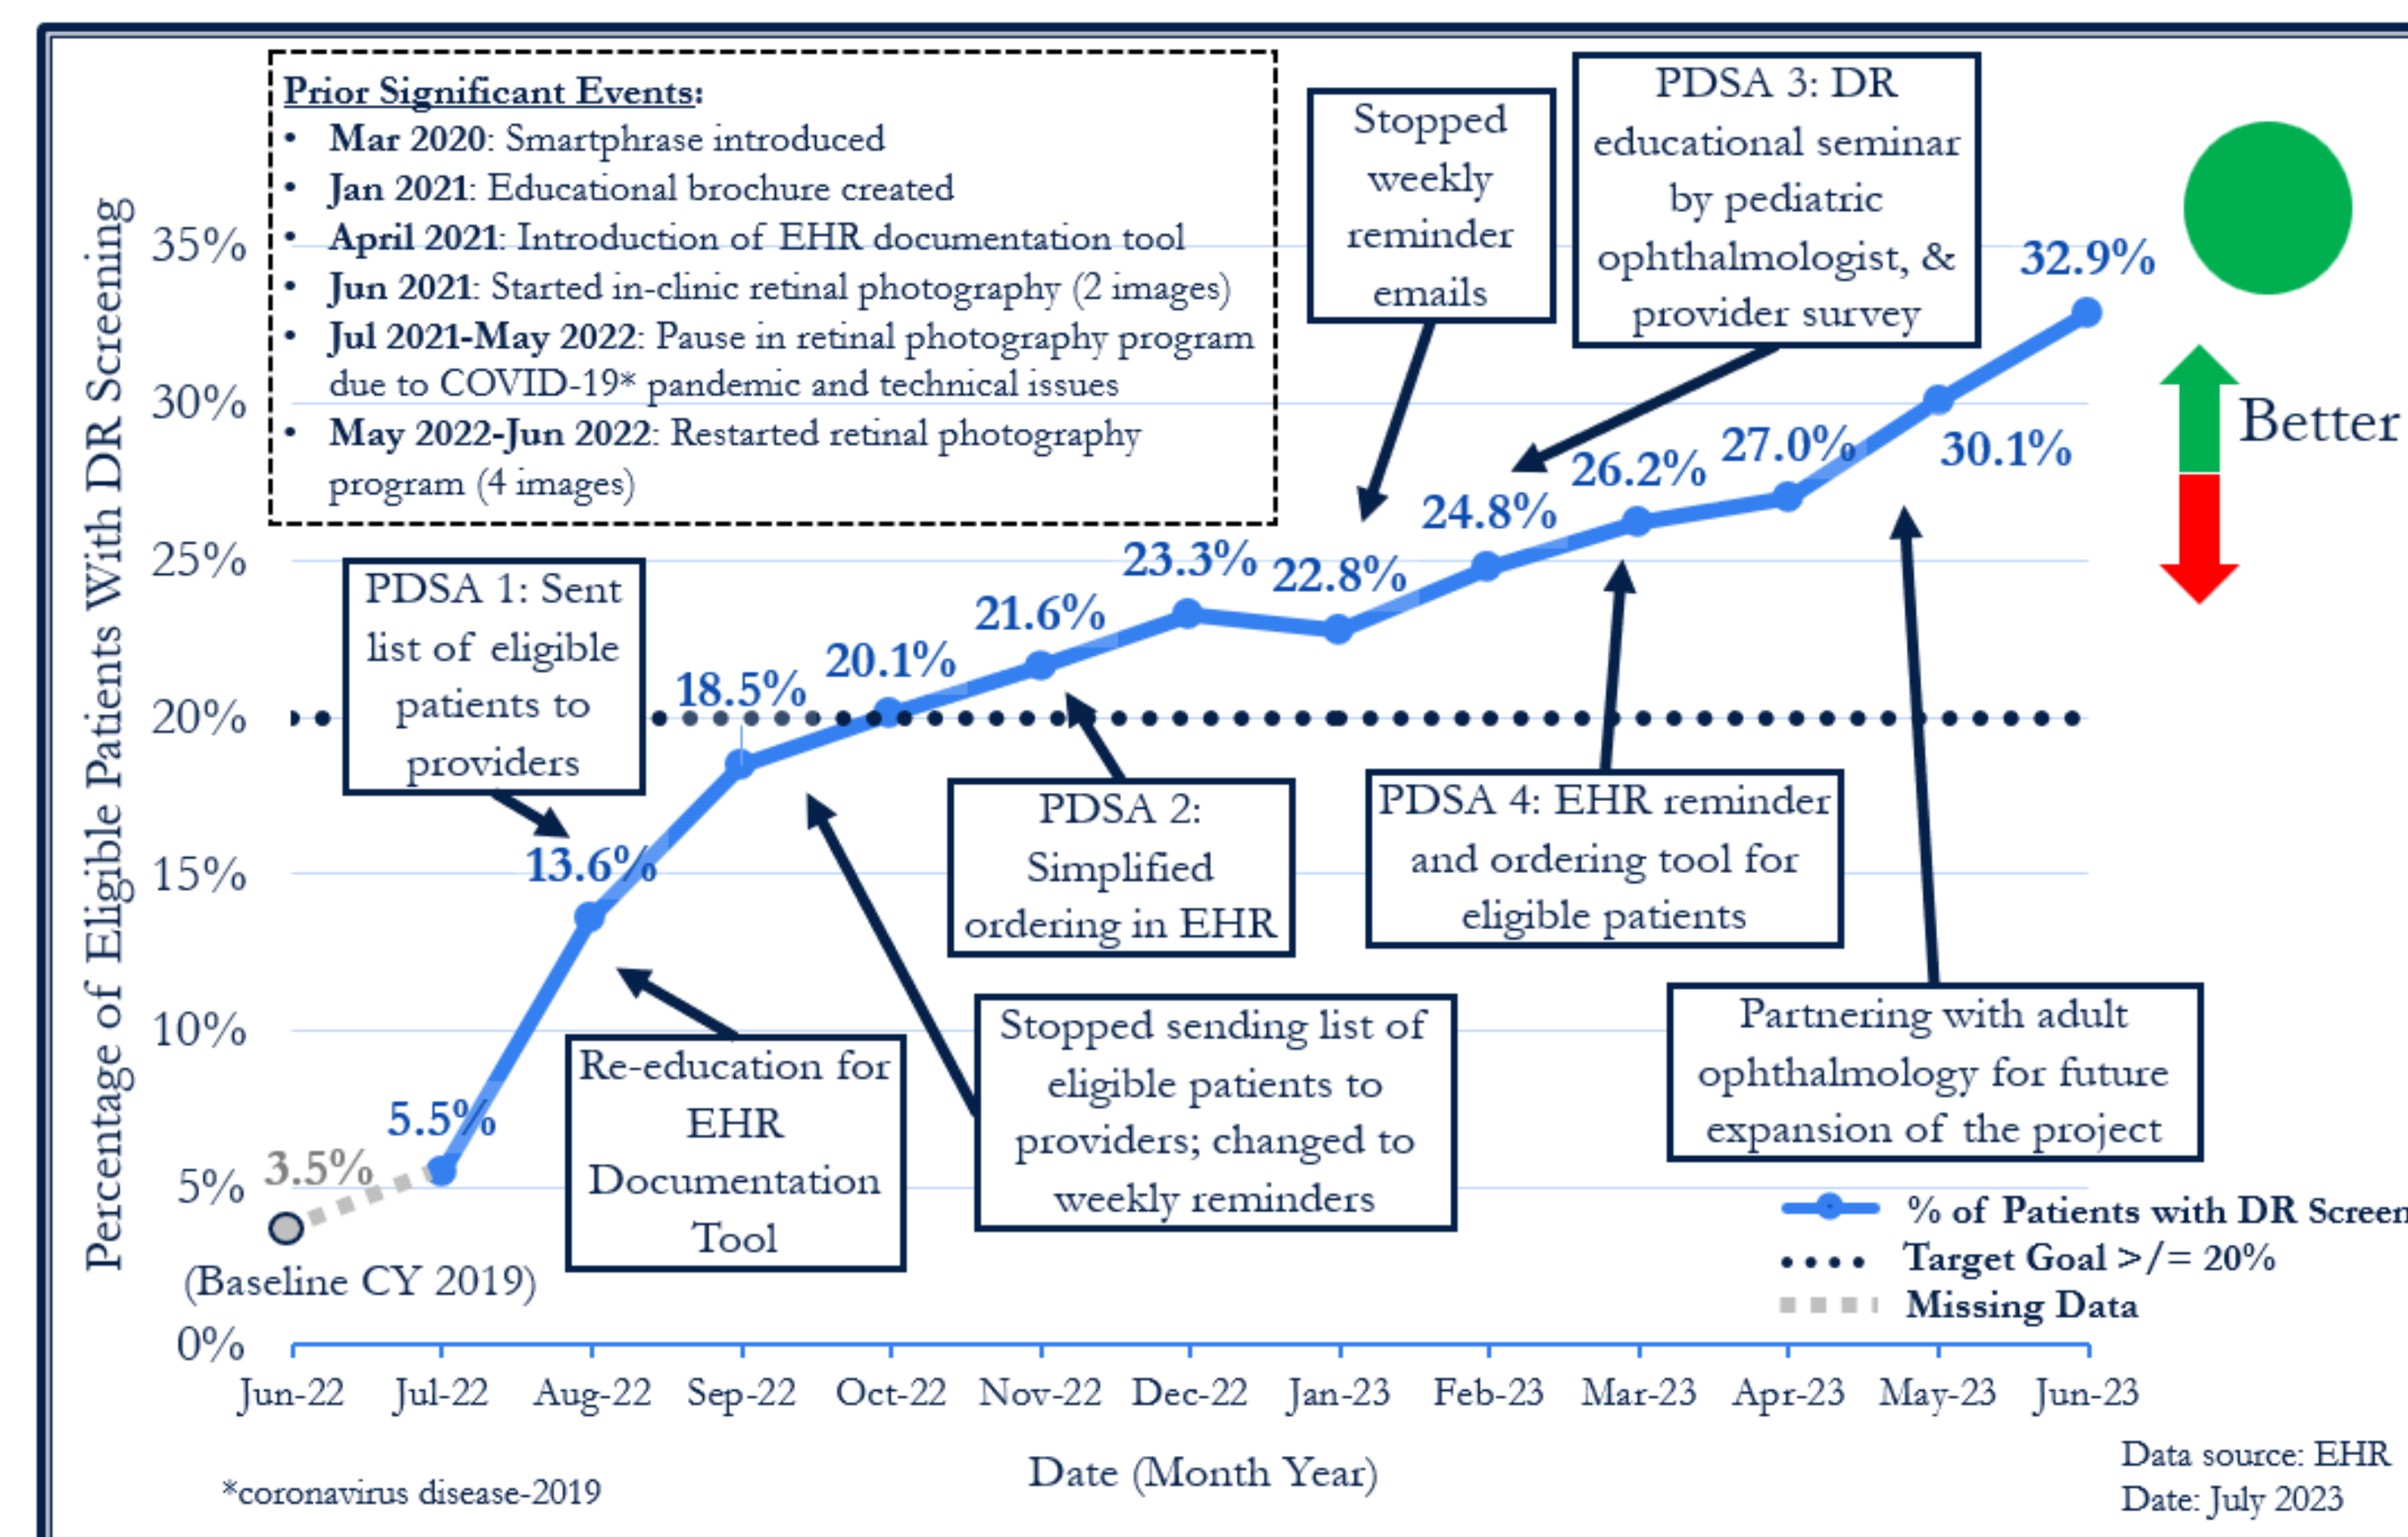 Prior Significant Events:
• Mar 2020: Smartphrase introduced
• Jan 2021: Educational brochure created
• April 2021: Introduction of EHR documentation tool
• Jun 2021: Started in-clinic retinal photography (2 images)
• Jul 2021-May 2022: Pause in retinal photography program
due to COVID-19* pandemic and technical issues
• May 2022-Jun 2022: Restarted retinal photography
program (4 images)
Stopped
weekly
reminder
emails
PDSA 3: DR
educational seminar
by pediatric
ophthalmologist, &
provider survey
Better
Percentage of Eligible Patients With DR Screening
35%
30%
25%
20%
15%
10%
5%
0%
PDSA 1: Sent
list of eligible
patients to
providers
3.5%
5.5%
13.6%
18.5%
20.1%
21.6%
23.3%
22.8%
24.8%
26.2%
27.0%
30.1%
32.9%
(Baseline CY 2019)
Re-education for
EHR
Documentation
Tool
Stopped sending list of
eligible patients to
providers; changed to
weekly reminders
PDSA 2:
Simplified
ordering in EHR
PDSA 4: EHR reminder
and ordering tool for
eligible patients
Partnering with adult
ophthalmology for future
expansion of the project
% of Patients with DR Screen
Target Goal >/= 20%
Missing Data
Jun-22
Jul-22
Aug-22
Sep-22
Oct-22
Nov-22
Dec-22
Jan-23
Feb-23
Mar-23
Apr-23
May-23
Jun-23
Date (Month Year)
*coronavirus disease-2019
Data source: EHR
Date: July 2023